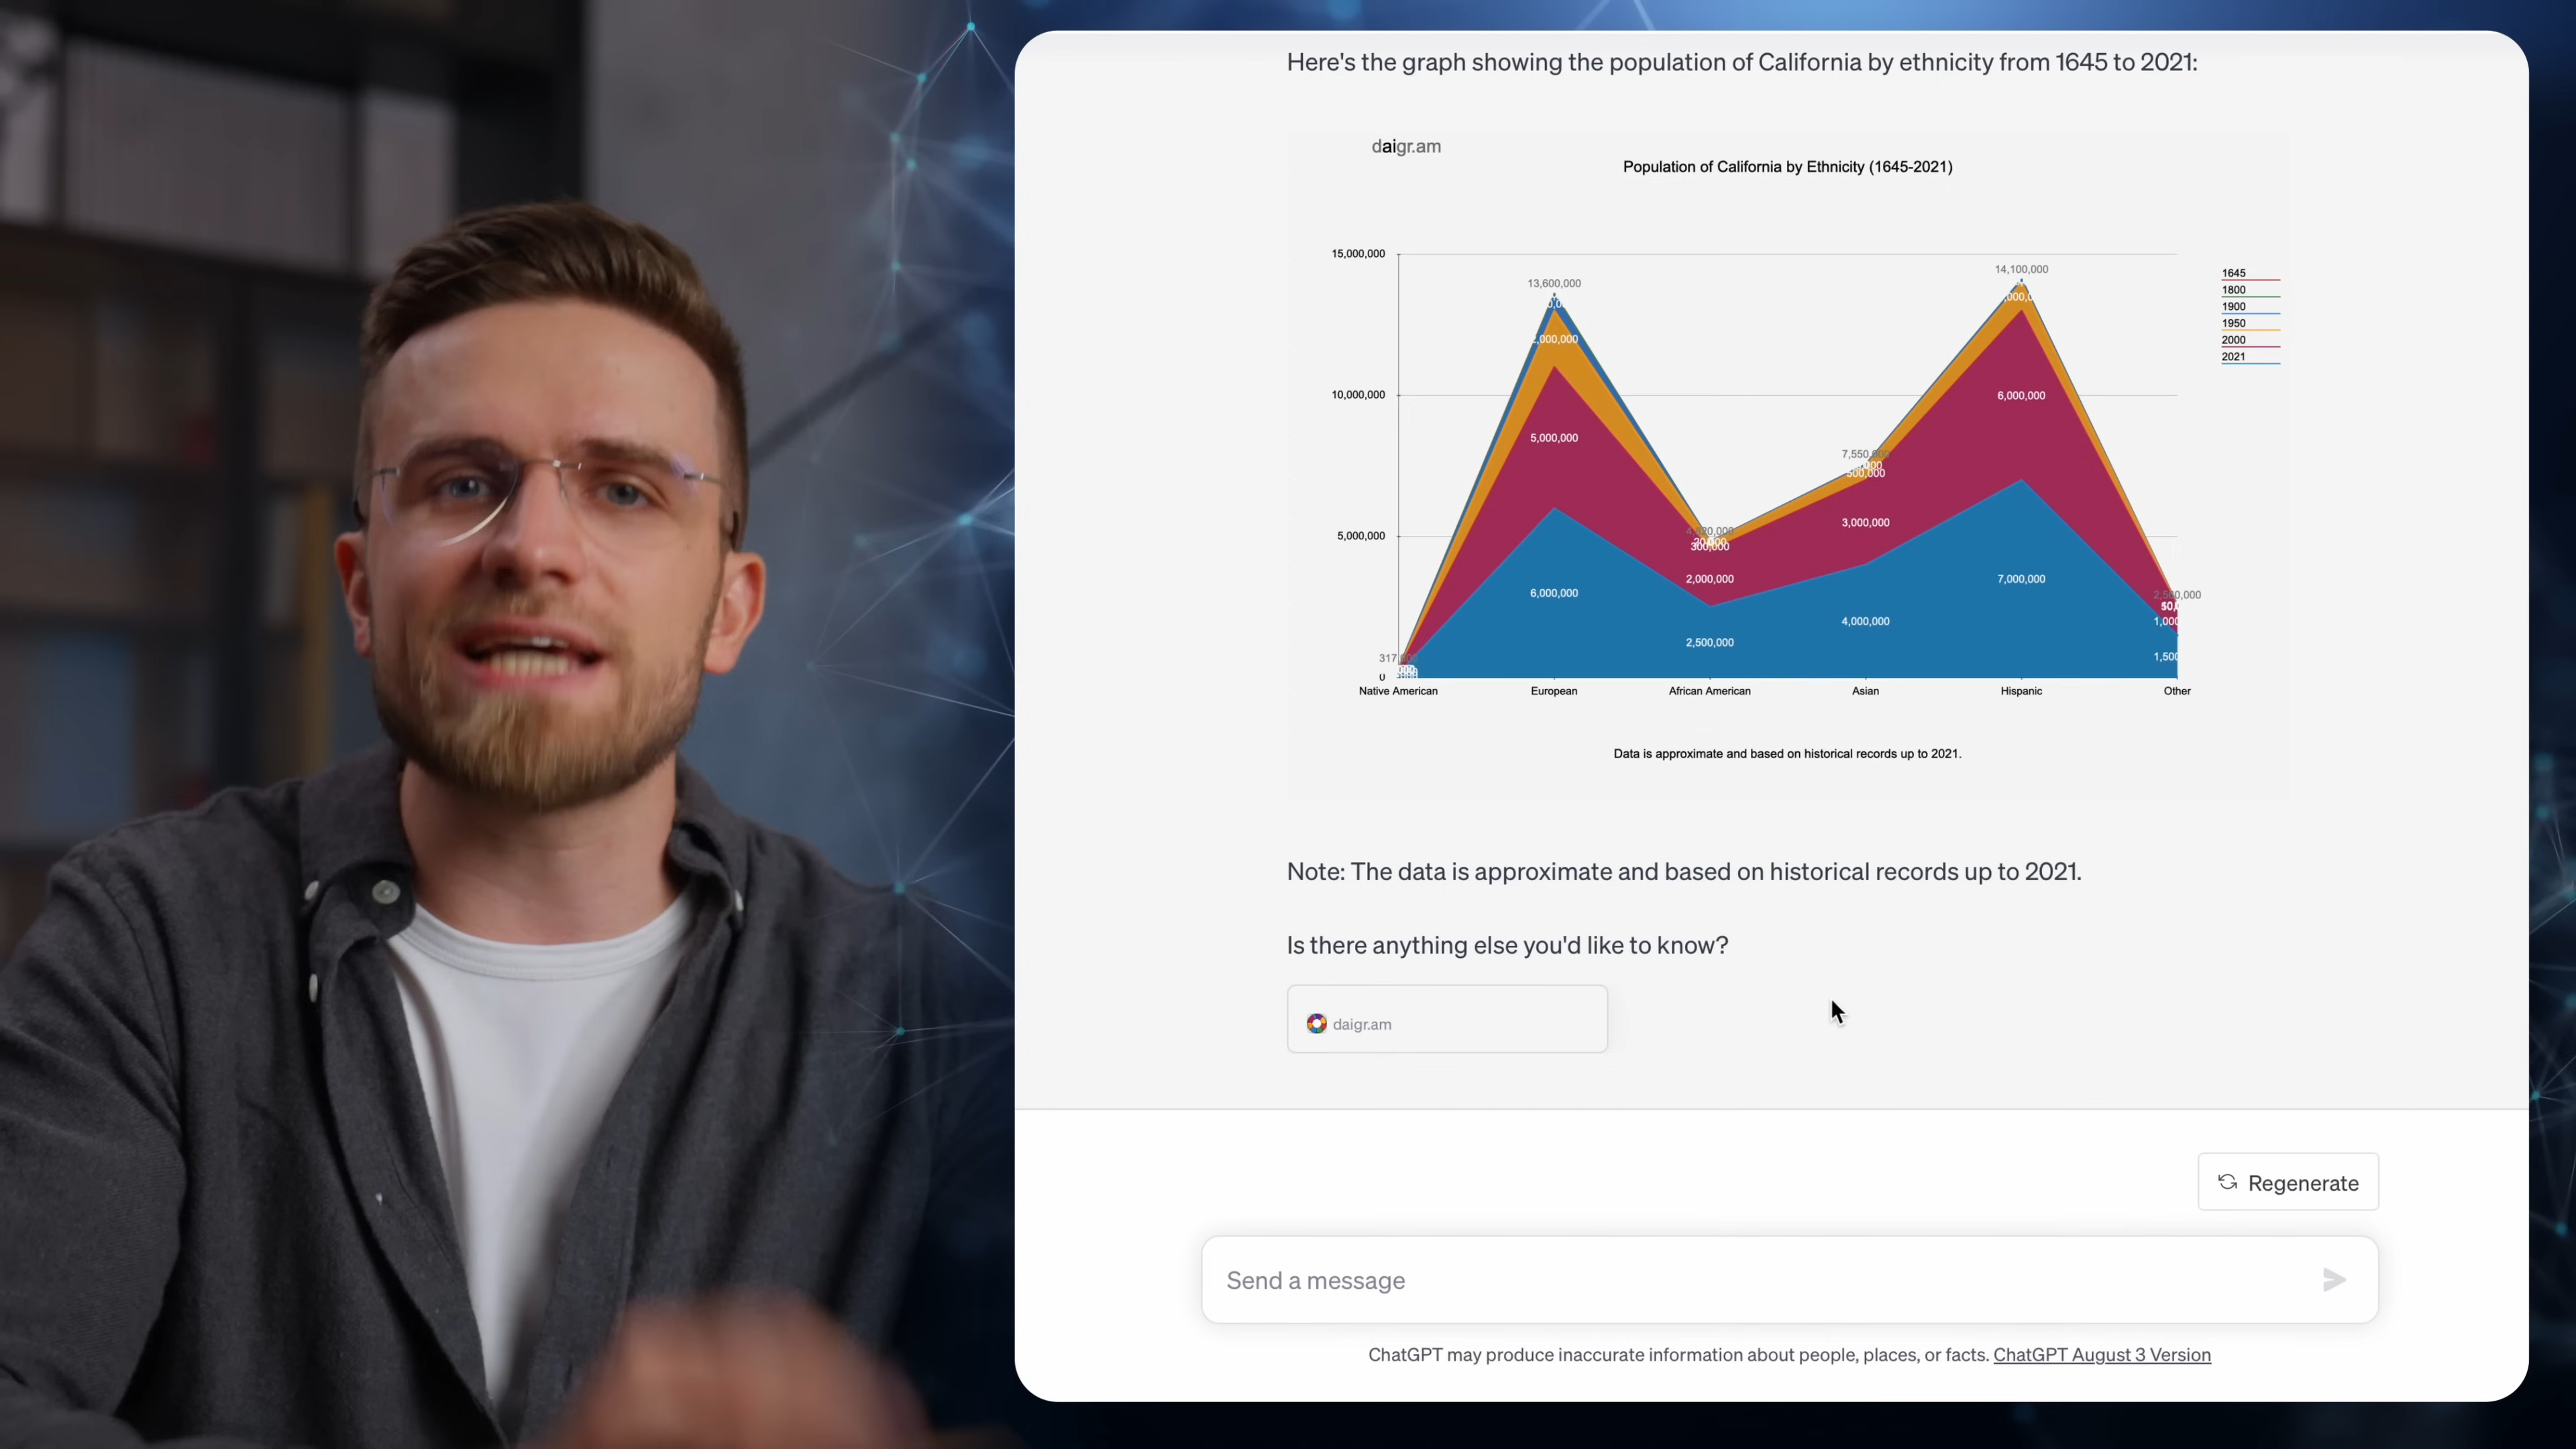 Here's the graph showing the population of California by ethnicity from 1645 to 2021:
daigr.am
Population of California by Ethnicity (1645-2021)
15,000,000
10,000,000
5,000,000
0
13,600,000
5,000,000
6,000,000
2,000,000
2,500,000
3,000,000
4,000,000
14,100,000
6,000,000
7,000,000
1645
1800
1900
1950
2000
2021
Native American European African American Asian Hispanic Other
Data is approximate and based on historical records up to 2021.
Note: The data is approximate and based on historical records up to 2021.
Is there anything else you'd like to know?
daigr.am
Regenerate
Send a message
ChatGPT may produce inaccurate information about people, places, or facts. ChatGPT August 3 Version